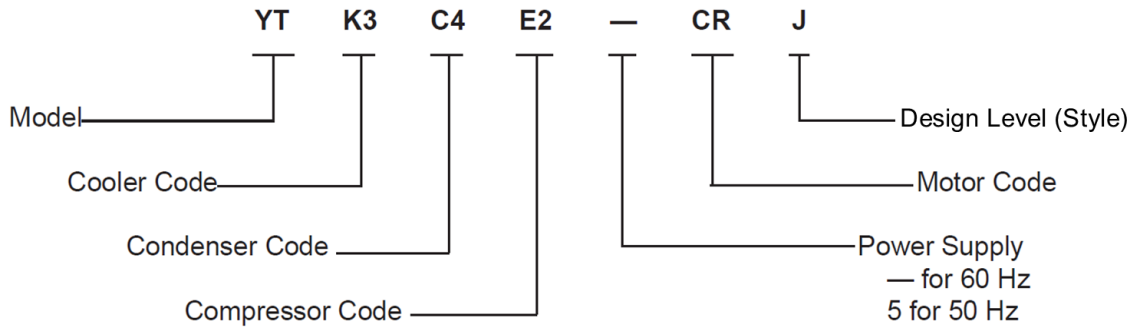 YT K3 C4 E2 — CR J
Model
Design Level (Style)
Cooler Code
Motor Code
Condenser Code
Power Supply
— for 60 Hz
5 for 50 Hz
Compressor Code